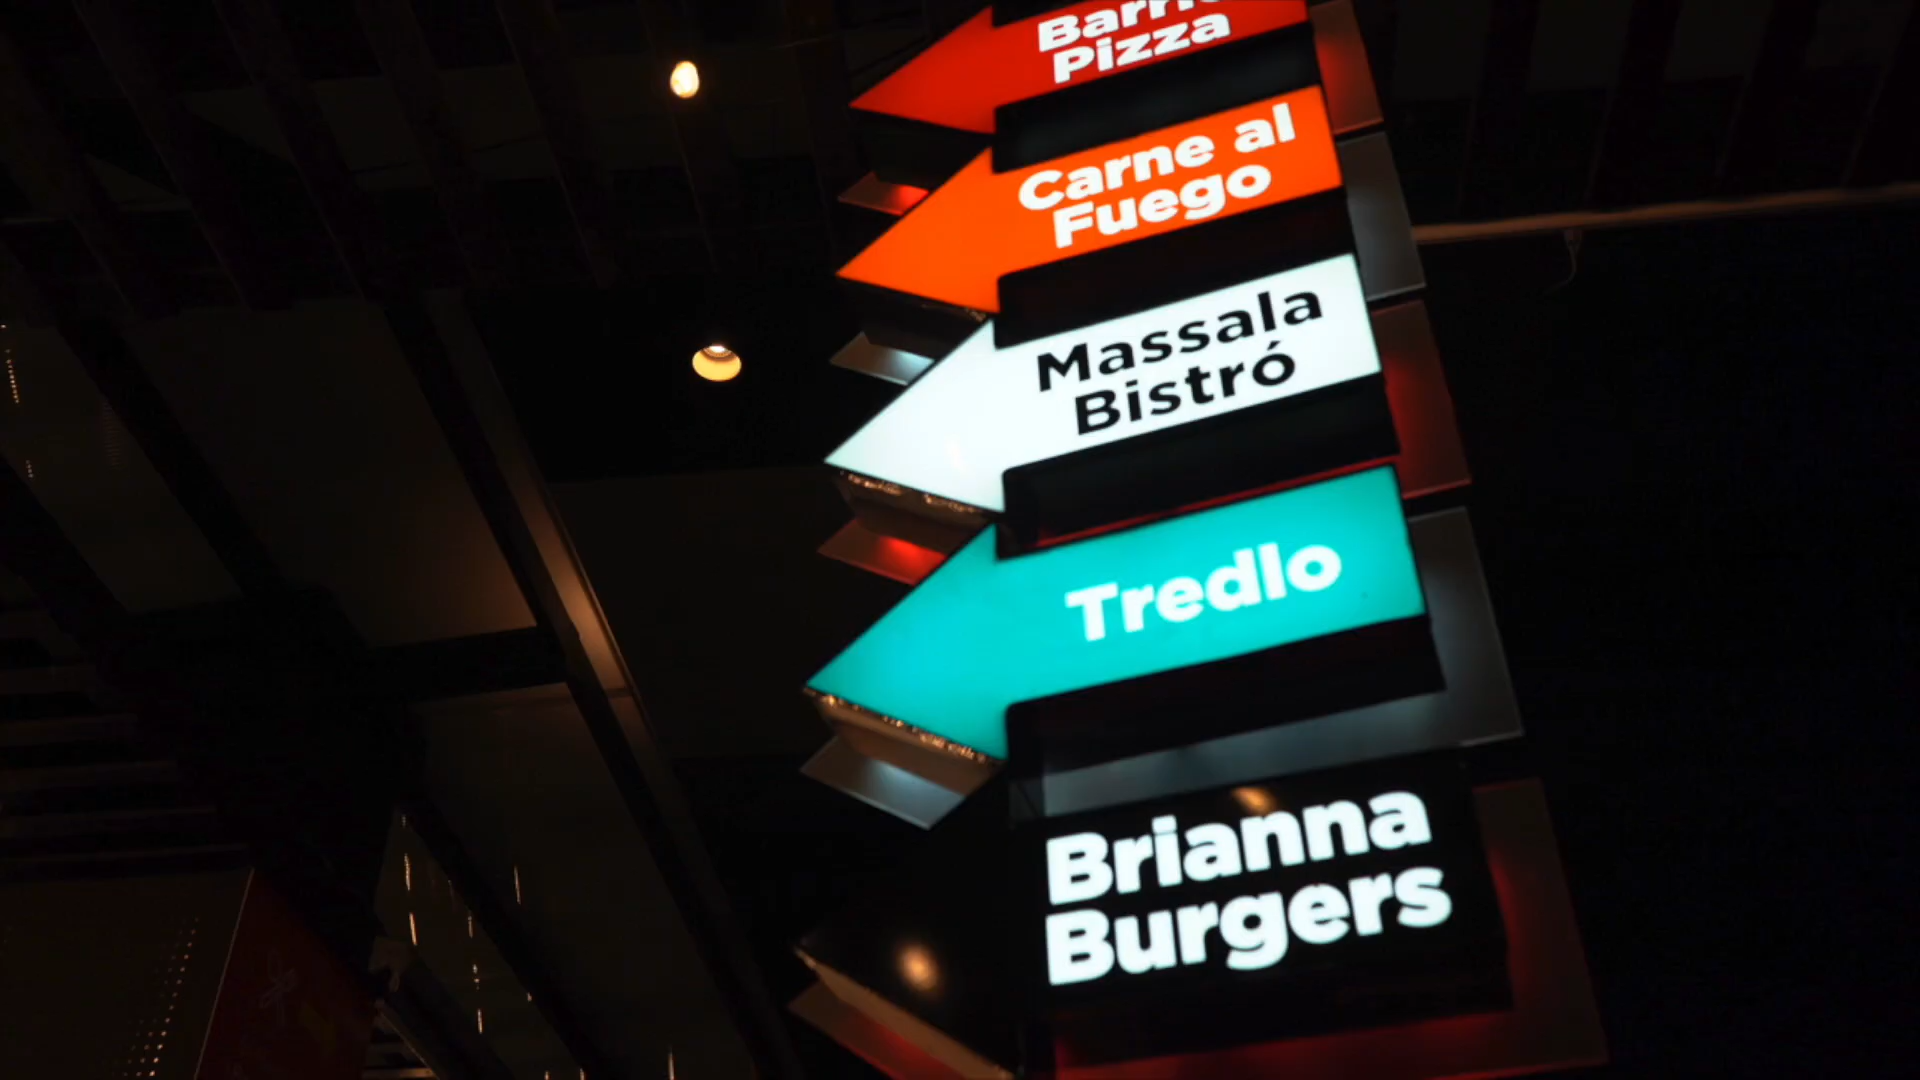 Pizza
Carne al
Fuego
Massala
Bistró
Tredlo
Brianna
Burgers